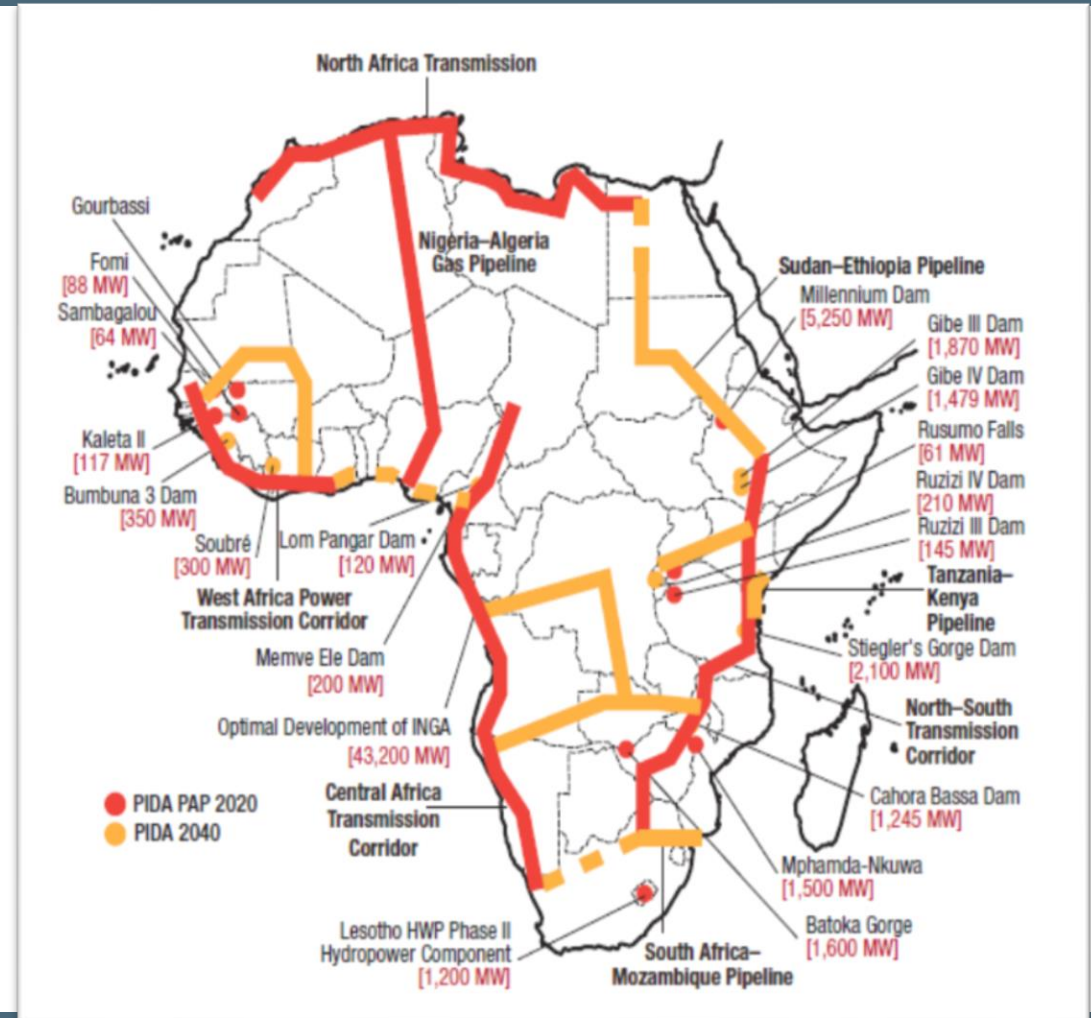 North Africa Transmission
Gourbassi
Fomi
[88 MW]
Sambagalou
[64 MW]
Nigeria–Algeria
Gas Pipeline
Sudan–Ethiopia Pipeline
Millennium Dam
[5,250 MW]
Gibe III Dam
[1,870 MW]
Gibe IV Dam
[1,479 MW]
Rusumo Falls
[61 MW]
Ruzizi IV Dam
[210 MW]
Ruzizi III Dam
[145 MW]
Tanzania–
Kenya
Pipeline
Stiegler's Gorge Dam
[2,100 MW]
North–South
Transmission
Corridor
Cahora Bassa Dam
[1,245 MW]
Mphamda-Nkuwa
[1,500 MW]
Batoka Gorge
[1,600 MW]
South Africa–
Mozambique Pipeline
Kaleta II
[117 MW]
Bumbuna 3 Dam
[350 MW]
Soubré
[300 MW]
Lom Pangar Dam
[120 MW]
West Africa Power
Transmission Corridor
Memve Ele Dam
[200 MW]
Optimal Development of INGA
[43,200 MW]
Central Africa
Transmission
Corridor
PIDA PAP 2020
PIDA 2040
Lesotho HWP Phase II
Hydropower Component
[1,200 MW]